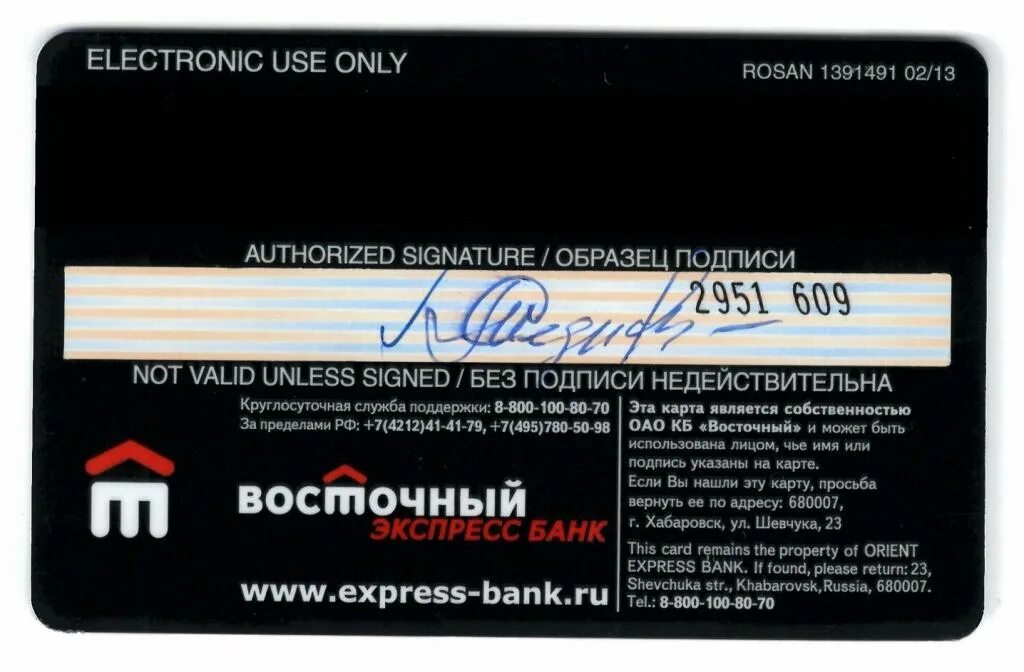 ELECTRONIC USE ONLY
ROSAN 1391491 02/13
AUTHORIZED SIGNATURE / ОБРАЗЕЦ ПОДПИСИ
2951 609
NOT VALID UNLESS SIGNED / БЕЗ ПОДПИСИ НЕДЕЙСТВИТЕЛЬНА
Круглосуточная служба поддержки: 8-800-100-80-70
За пределами РФ: +7(4212)41-41-79, +7(495)780-50-98
ВОСТОЧНЫЙ
ЭКСПРЕСС БАНК
www.express-bank.ru
Эта карта является собственностью
ОАО КБ «Восточный» и может быть
использована лицом, чье имя или
подпись указаны на карте.
Если Вы нашли эту карту, просьба
вернуть ее по адресу: 680007,
г. Хабаровск, ул. Шевчука, 23
This card remains the property of ORIENT
EXPRESS BANK. If found, please return: 23,
Shevchuka str., Khabarovsk,Russia, 680007.
Tel.: 8-800-100-80-70